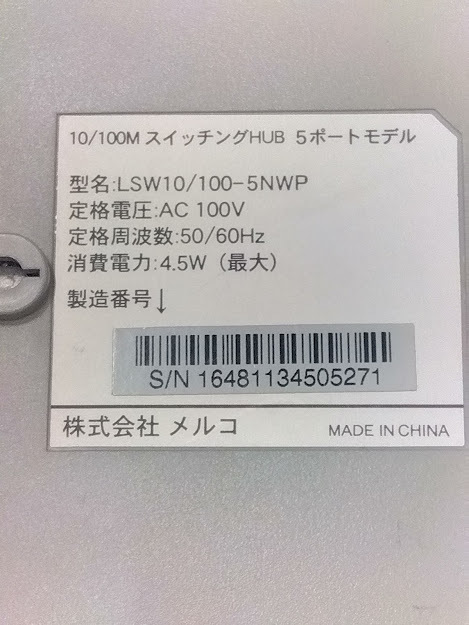 10/100M スイッチングHUB 5ポートモデル
型名:LSW10/100-5NWP
定格電圧:AC 100V
定格周波数:50/60Hz
消費電力:4.5W（最大）
製造番号↓
S/N 16481134505271
株式会社 メルコ
MADE IN CHINA